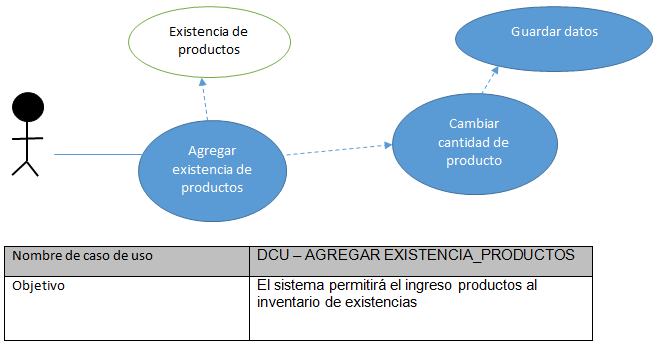 Existencia de
productos
Guardar datos
Agregar
existencia de
productos
Cambiar
cantidad de
producto
Nombre de caso de uso
DCU – AGREGAR EXISTENCIA_PRODUCTOS
Objetivo
El sistema permitirá el ingreso productos al
inventario de existencias